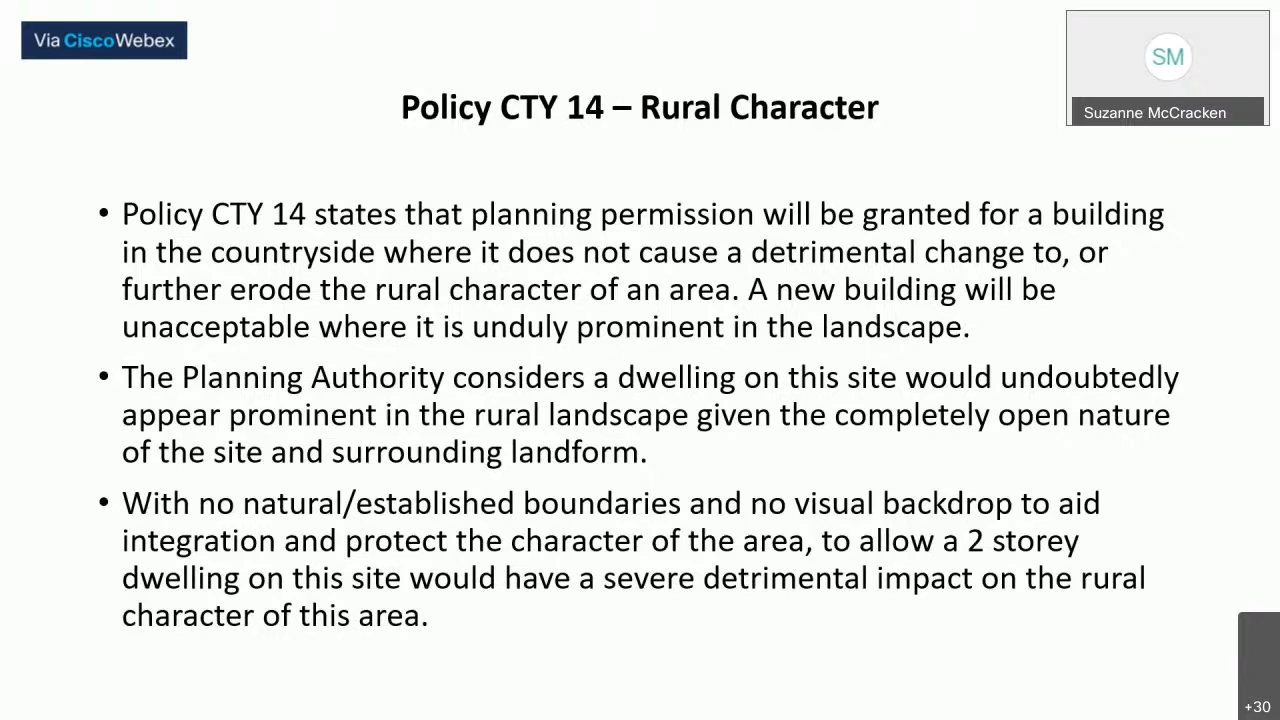 Via CiscoWebex
SM
Suzanne McCracken
Policy CTY 14 – Rural Character
• Policy CTY 14 states that planning permission will be granted for a building
in the countryside where it does not cause a detrimental change to, or
further erode the rural character of an area. A new building will be
unacceptable where it is unduly prominent in the landscape.
• The Planning Authority considers a dwelling on this site would undoubtedly
appear prominent in the rural landscape given the completely open nature
of the site and surrounding landform.
• With no natural/established boundaries and no visual backdrop to aid
integration and protect the character of the area, to allow a 2 storey
dwelling on this site would have a severe detrimental impact on the rural
character of this area.
+30